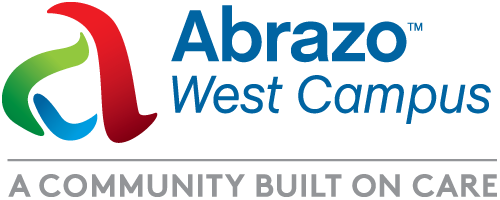 Abrazo™
West Campus
A COMMUNITY BUILT ON CARE